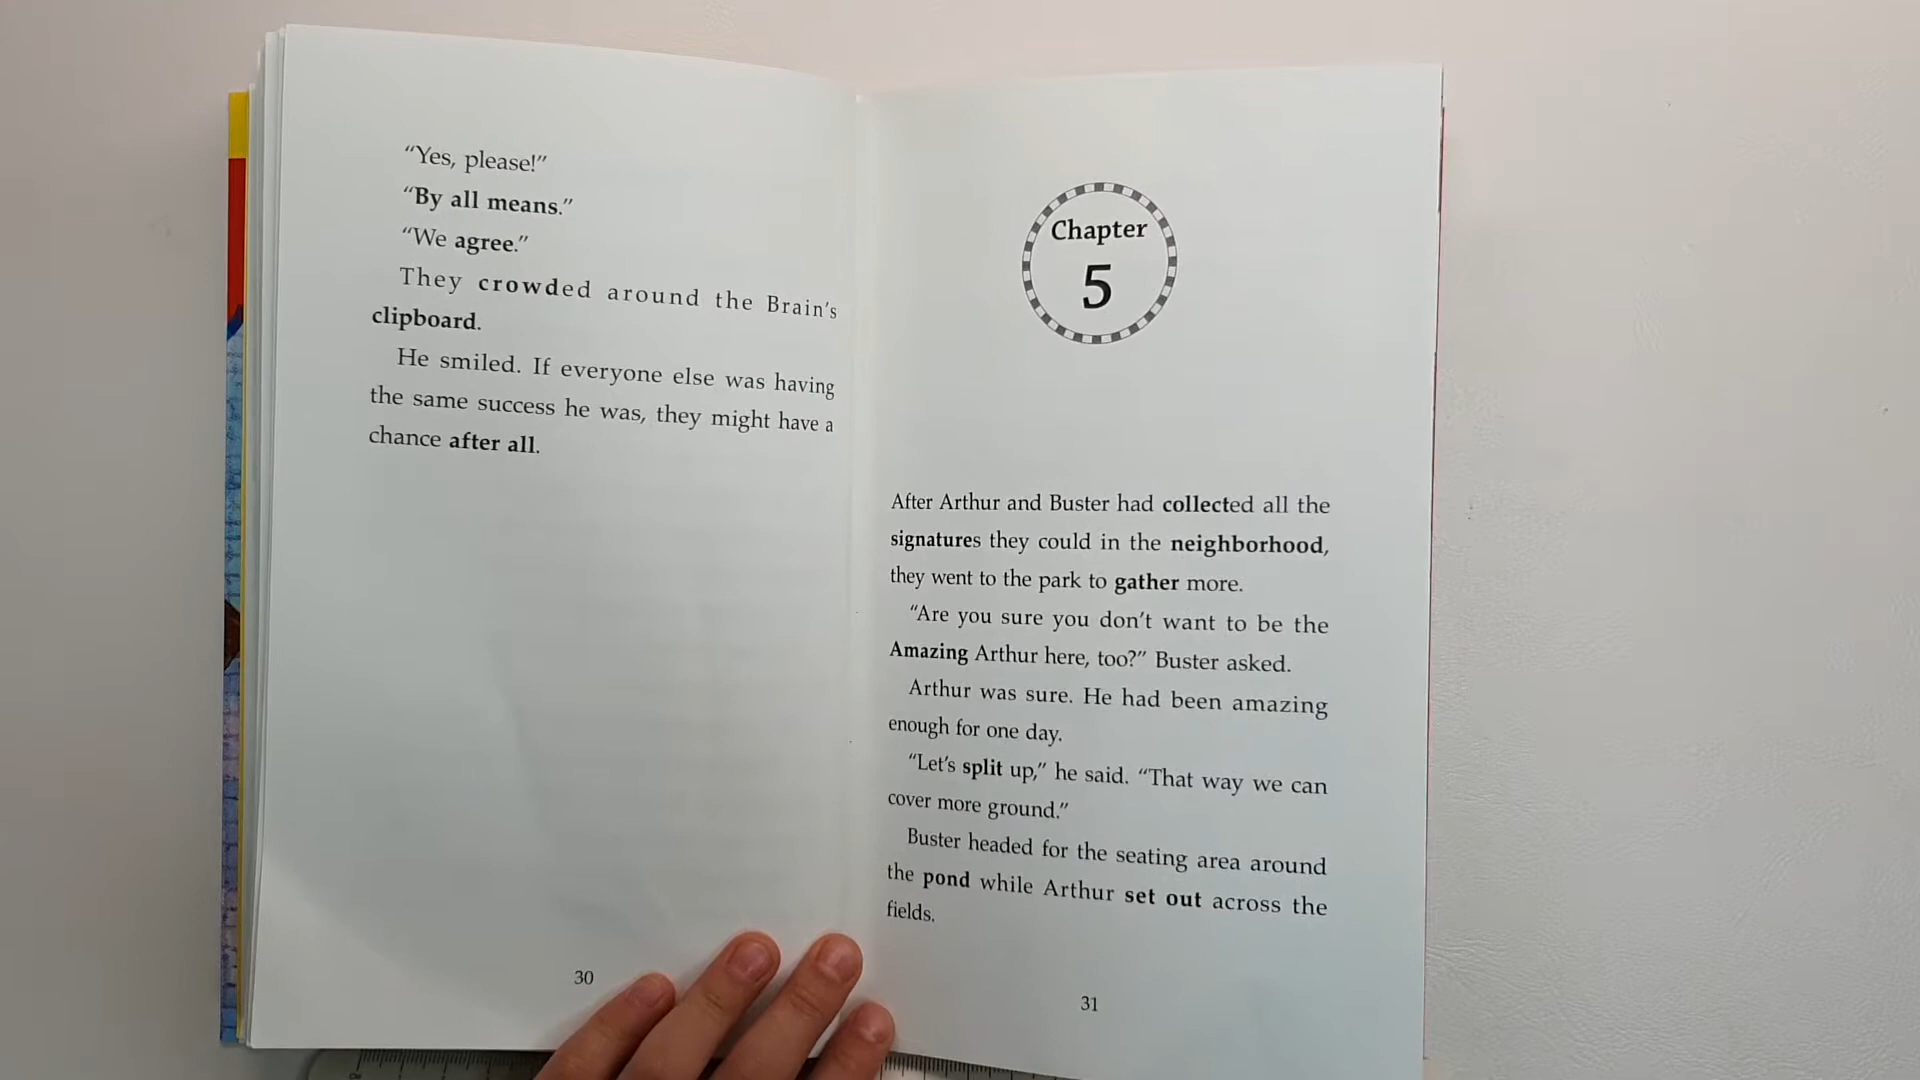 “Yes, please!”
“By all means.”
“We agree.”
They crowded around the Brain’s
clipboard.
He smiled. If everyone else was having
the same success he was, they might have a
chance after all.
30
Chapter
5
After Arthur and Buster had collected all the
signatures they could in the neighborhood,
they went to the park to gather more.
“Are you sure you don’t want to be the
Amazing Arthur here, too?” Buster asked.
Arthur was sure. He had been amazing
enough for one day.
“Let’s split up,” he said. “That way we can
cover more ground.”
Buster headed for the seating area around
the pond while Arthur set out across the
fields.
31